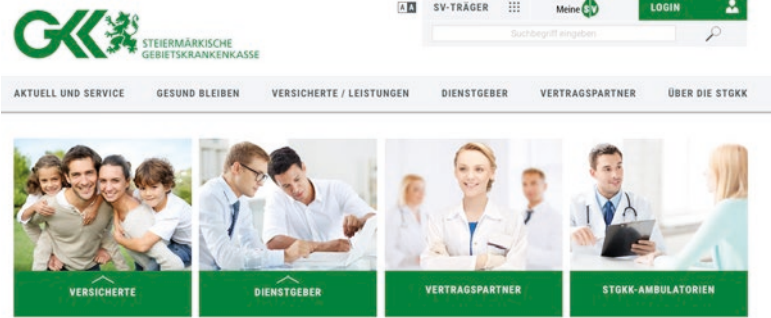 GKK
STEIERMÄRKISCHE
GEBIETSKRANKENKASSE
A A
SV-TRÄGER
Meine SV
LOGIN
Suchbegriff eingeben
AKTUELL UND SERVICE
GESUND BLEIBEN
VERSICHERTE / LEISTUNGEN
DIENSTGEBER
VERTRAGSPARTNER
ÜBER DIE STGKK
VERSICHERTE
DIENSTGEBER
VERTRAGSPARTNER
STGKK-AMBULATORIEN